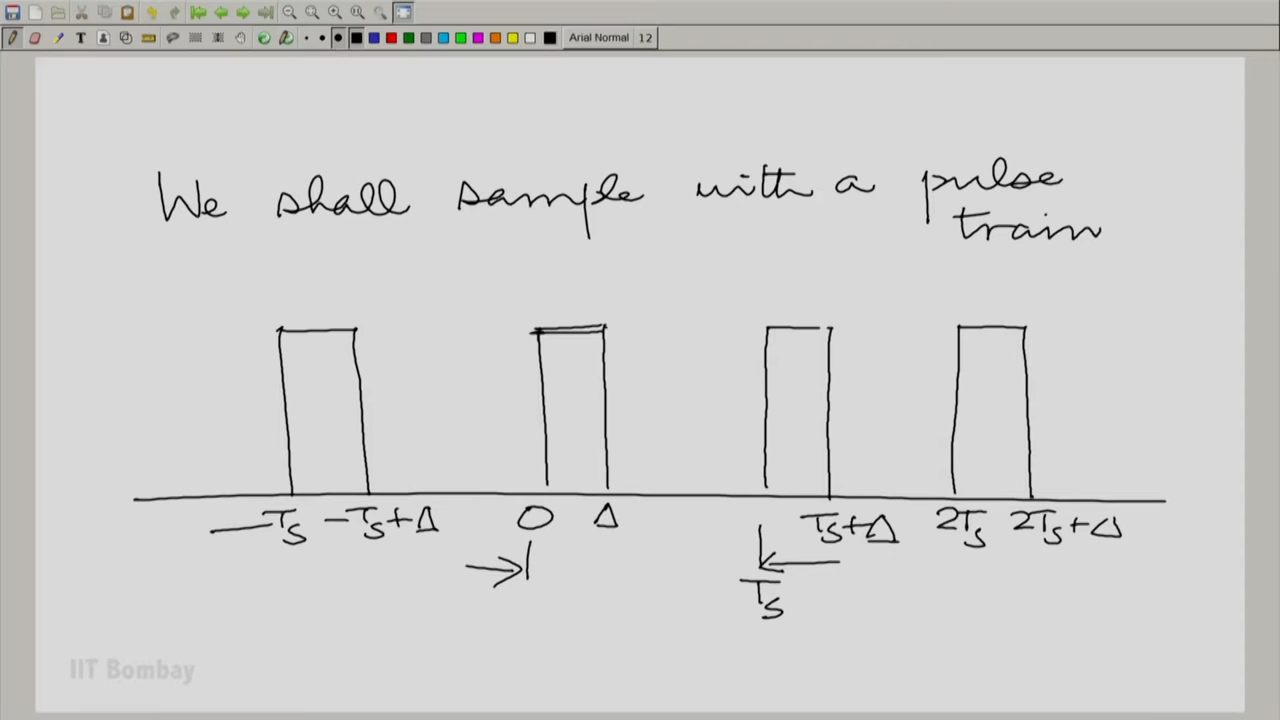 Arial Normal 12
We shall sample with a pulse
train
-Ts -Ts+Δ 0 Δ Ts+Δ 2Ts 2Ts+Δ
Ts
IIT Bombay